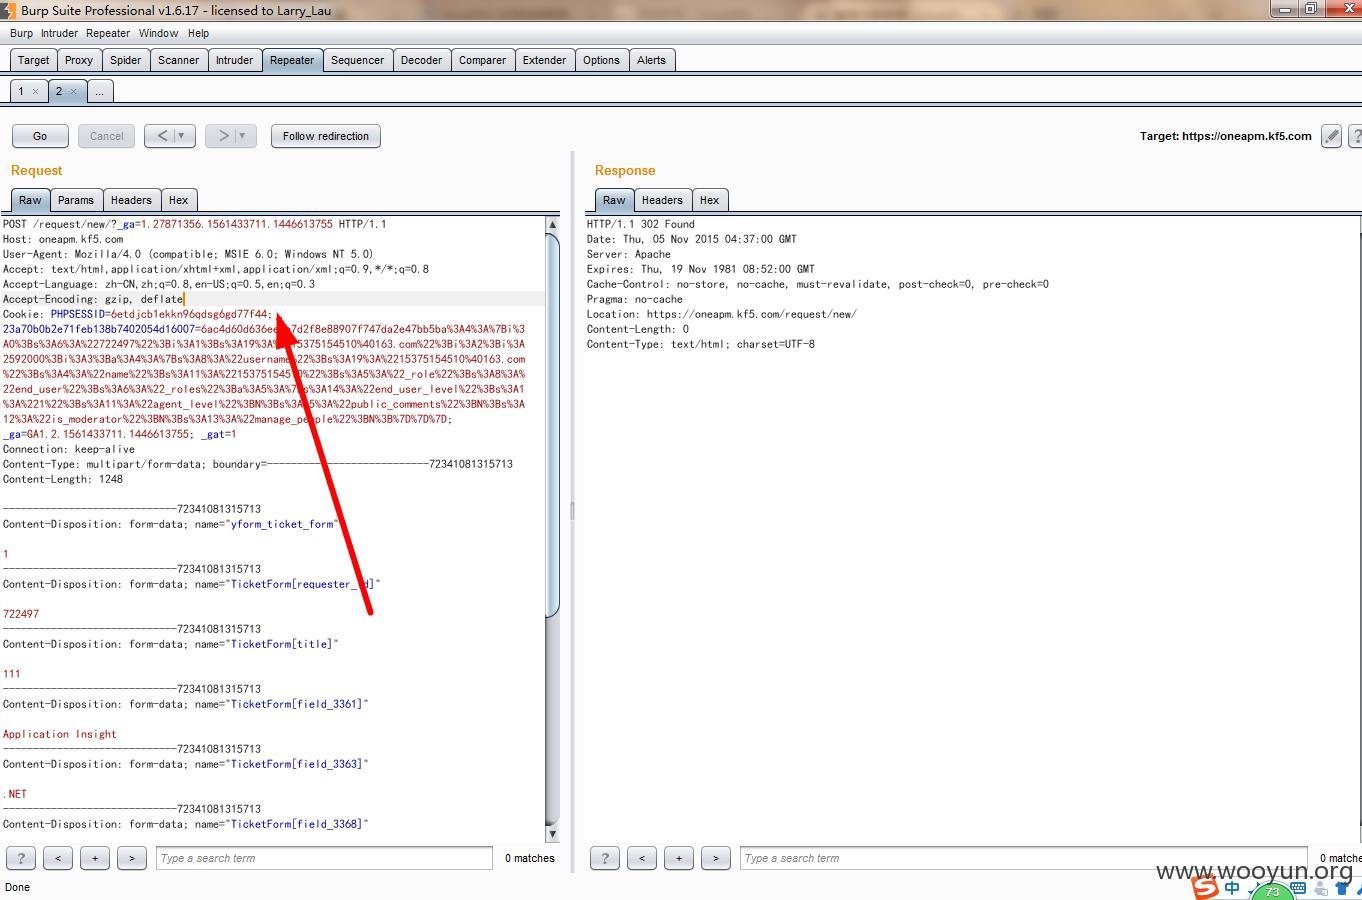 Burp Suite Professional v1.6.17 - licensed to Larry_Lau
Burp Intruder Repeater Window Help
Target Proxy Spider Scanner Intruder Repeater Sequencer Decoder Comparer Extender Options Alerts
1 × 2 × ...
Go Cancel < > Follow redirection Target: https://oneapm.kf5.com ?
Request
Raw Params Headers Hex
POST /request/new/?_ga=1.27871356.1561433711.1446613755 HTTP/1.1
Host: oneapm.kf5.com
User-Agent: Mozilla/4.0 (compatible; MSIE 6.0; Windows NT 5.0)
Accept: text/html,application/xhtml+xml,application/xml;q=0.9,*/*;q=0.8
Accept-Language: zh-CN,zh;q=0.8,en-US;q=0.5,en;q=0.3
Accept-Encoding: gzip, deflate
Cookie: PHPSESSID=6etdjcb1ekkn96qdsg6gd77f44;
23a70b0b2e71feb138b7402054d16007=6ac4d60d636ee 7d2f8e88907f747da2e47bb5ba%3A4%3A%7Bi%3
A0%3Bs%3A6%3A%22722497%22%3Bi%3A1%3Bs%3A19%3A 15375154510%40163.com%22%3Bi%3A2%3Bi%3A
2592000%3Bi%3A3%3Ba%3A4%3A%7Bs%3A8%3A%22username 22%3Bs%3A19%3A%2215375154510%40163.com
%22%3Bs%3A4%3A%22name%22%3Bs%3A11%3A%22153751545 0%22%3Bs%3A5%3A%22_role%22%3Bs%3A8%3A%
22end_user%22%3Bs%3A6%3A%22_roles%22%3Ba%3A5%3A% s%3A14%3A%22end_user_level%22%3Bs%3A1
%3A%221%22%3Bs%3A11%3A%22agent_level%22%3BN%3Bs% 5%3A%22public_comments%22%3BN%3Bs%3A
12%3A%22is_moderator%22%3BN%3Bs%3A13%3A%22manage_people%22%3BN%3B%7D%7D%7D;
_ga=GA1.2.1561433711.1446613755; _gat=1
Connection: keep-alive
Content-Type: multipart/form-data; boundary=---------------------------72341081315713
Content-Length: 1248
-----------------------------72341081315713
Content-Disposition: form-data; name="yform_ticket_form"
1
-----------------------------72341081315713
Content-Disposition: form-data; name="TicketForm[requester_id]"
722497
-----------------------------72341081315713
Content-Disposition: form-data; name="TicketForm[title]"
111
-----------------------------72341081315713
Content-Disposition: form-data; name="TicketForm[field_3361]"
Application Insight
-----------------------------72341081315713
Content-Disposition: form-data; name="TicketForm[field_3363]"
.NET
-----------------------------72341081315713
Content-Disposition: form-data; name="TicketForm[field_3368]"
? < + > Type a search term 0 matches
Response
Raw Headers Hex
HTTP/1.1 302 Found
Date: Thu, 05 Nov 2015 04:37:00 GMT
Server: Apache
Expires: Thu, 19 Nov 1981 08:52:00 GMT
Cache-Control: no-store, no-cache, must-revalidate, post-check=0, pre-check=0
Pragma: no-cache
Location: https://oneapm.kf5.com/request/new/
Content-Length: 0
Content-Type: text/html; charset=UTF-8
? < + > Type a search term 0 matche
Done
www.wooyun.org
中
73